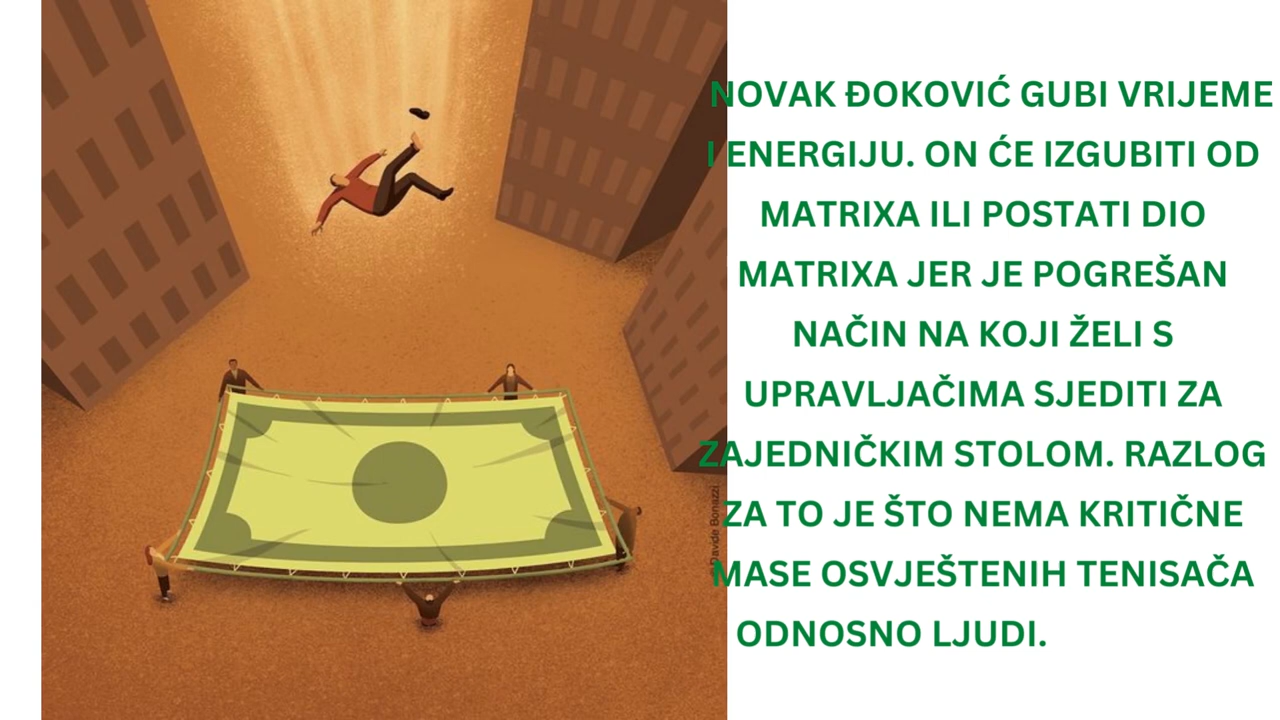 NOVAK ĐOKOVIĆ GUBI VRIJEME
I ENERGIJU. ON ĆE IZGUBITI OD
MATRIXA ILI POSTATI DIO
MATRIXA JER JE POGREŠAN
NAČIN NA KOJI ŽELI S
UPRAVLJAČIMA SJEDITI ZA
ZAJEDNIČKIM STOLOM. RAZLOG
ZA TO JE ŠTO NEMA KRITIČNE
MASE OSVJEŠTENIH TENISAČA
ODNOSNO LJUDI.
Davide Bonazzi